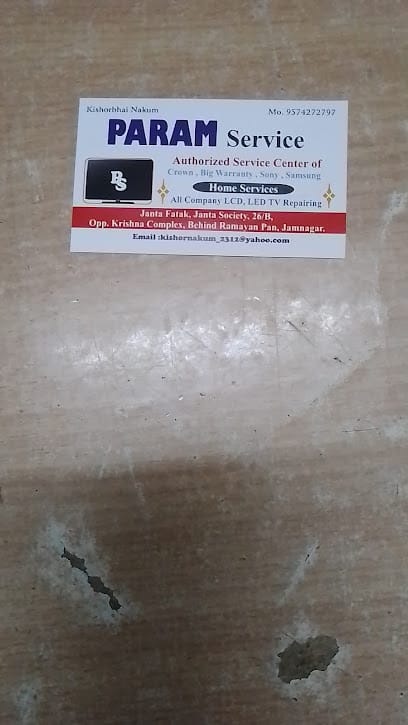 Kishorbhai Nakum Mo. 9574272797
PARAM Service
Authorized Service Center of
Crown , Big Warranty , Sony , Samsung
PS
Home Services
All Company LCD, LED TV Repairing
Janta Fatak, Janta Society, 26/B,
Opp. Krishna Complex, Behind Ramayan Pan, Jamnagar.
Email :kishornakum_2312@yahoo.com